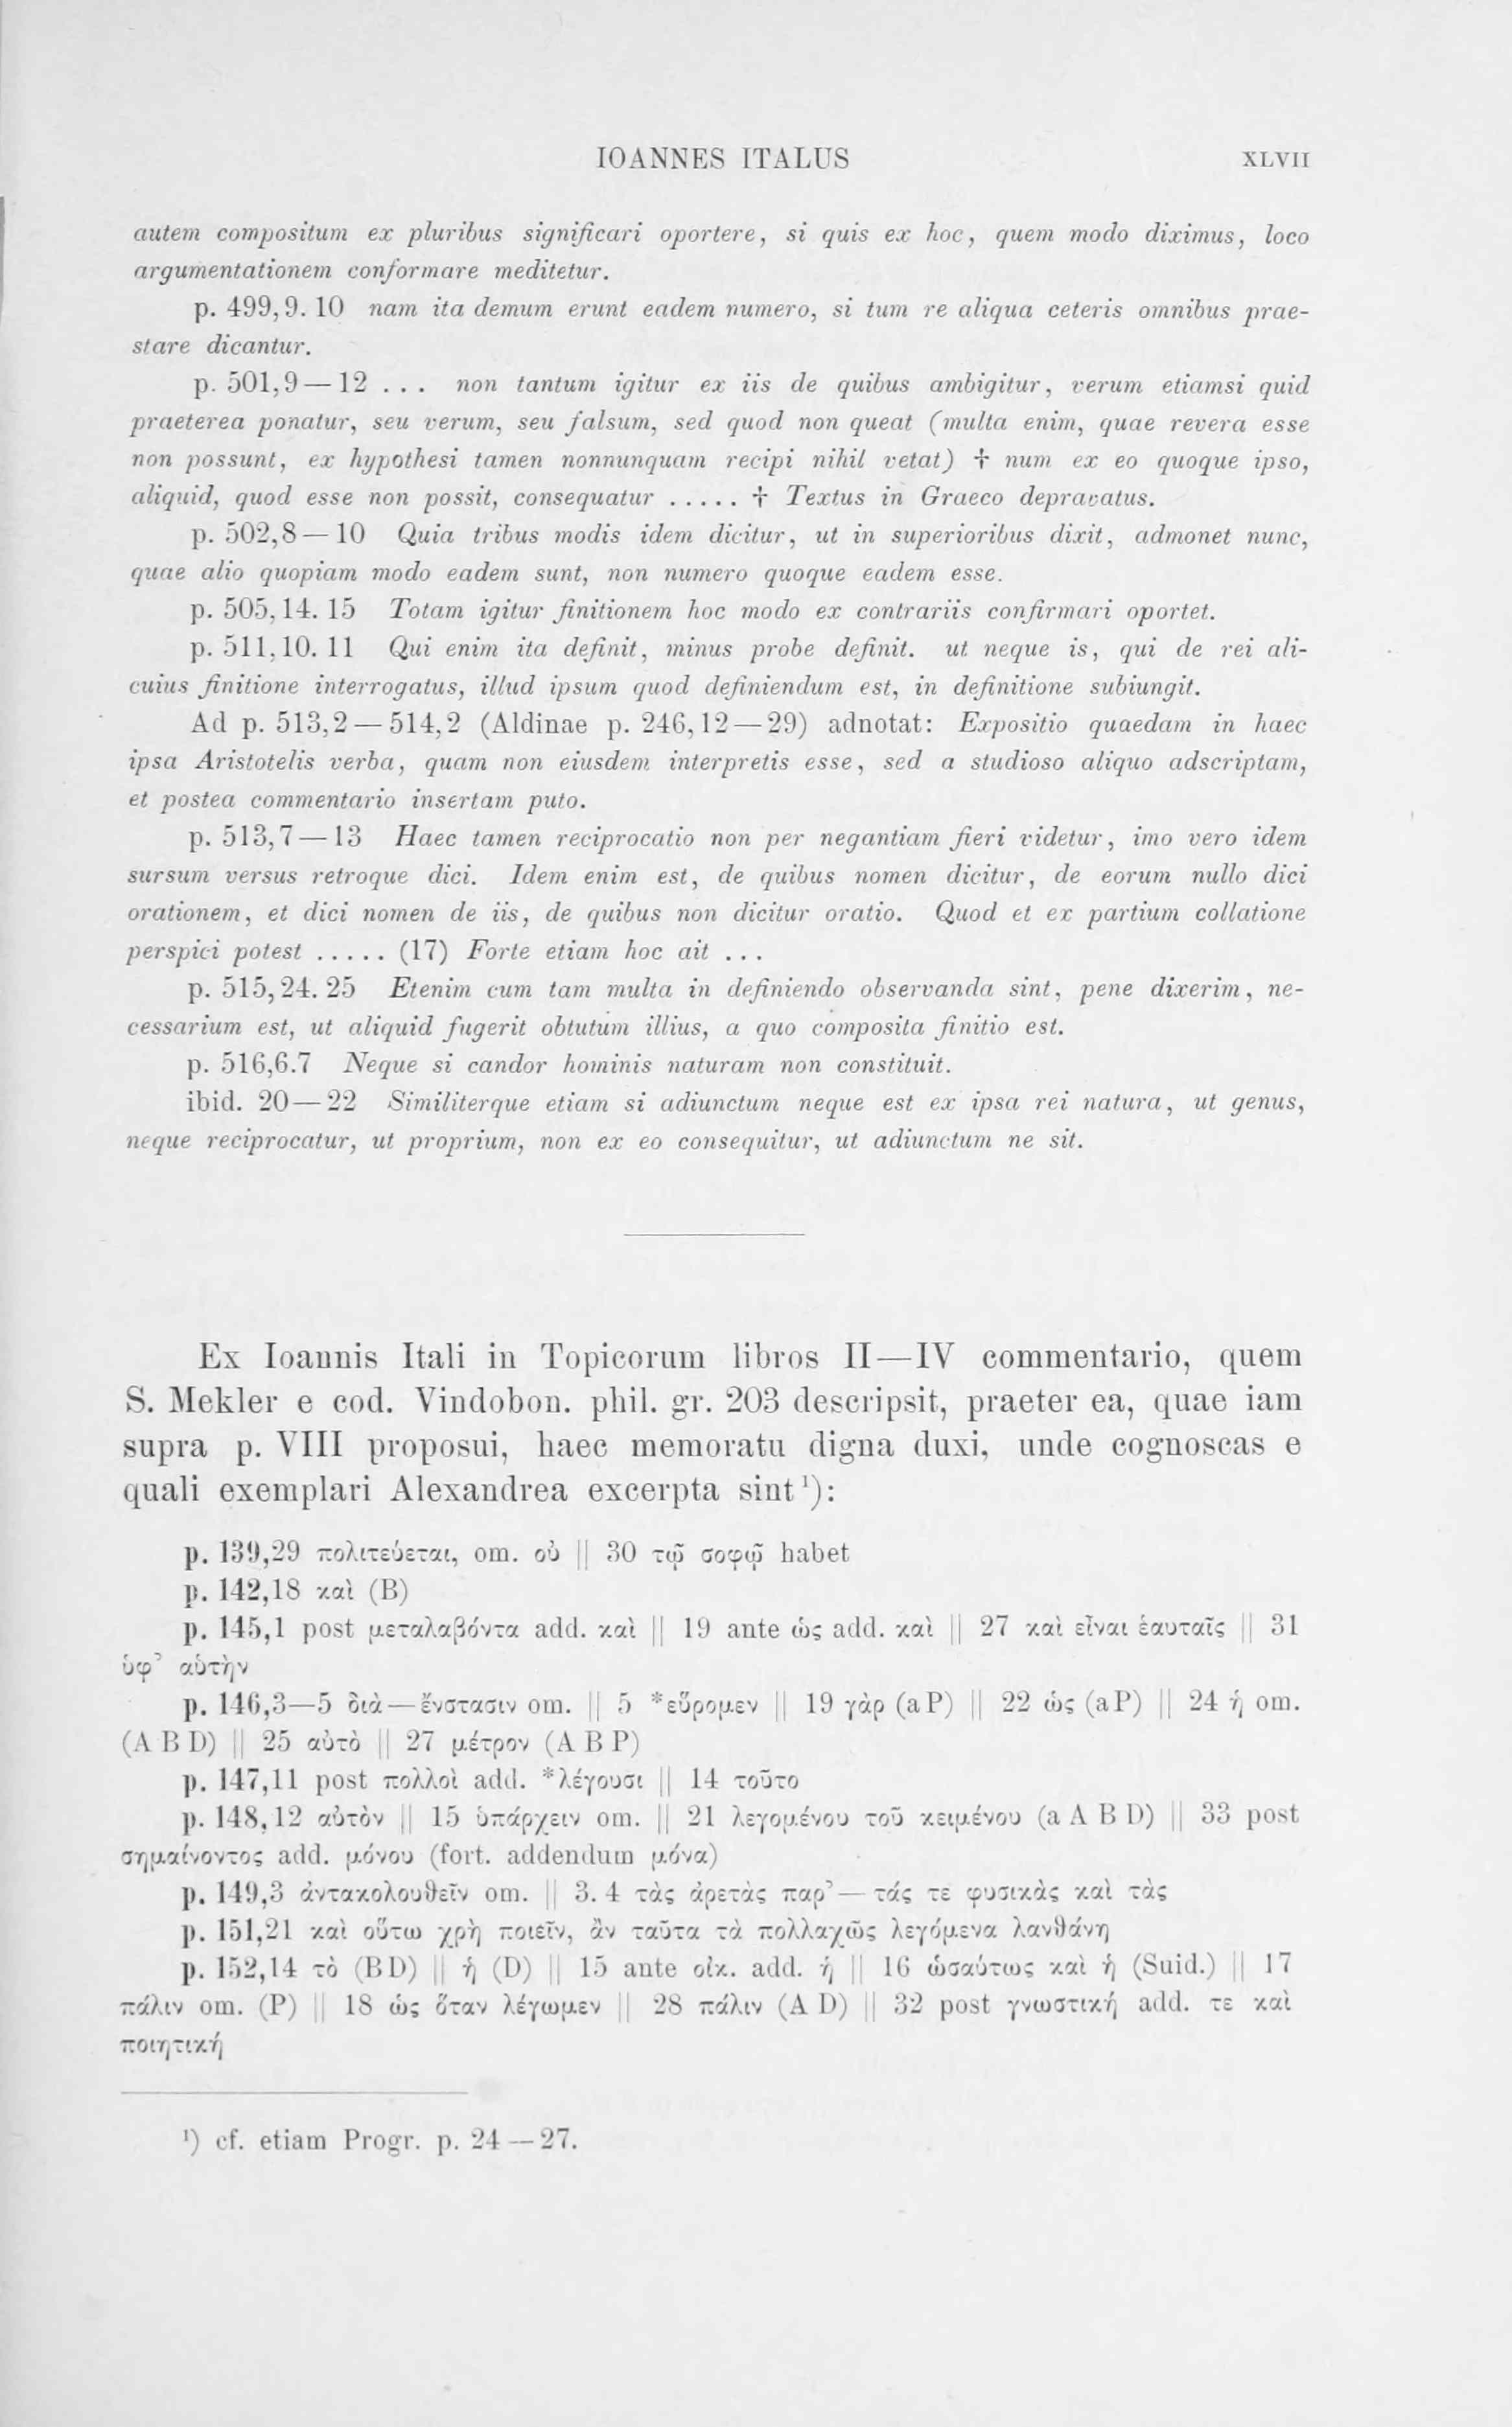 IOANNES ITALUS XLVII
autem compositum ex pluribus significari oportere, si quis ex hoc, quem modo diximus, loco
argumentationem conformare meditetur.
p. 499,9. 10 nam ita demum erunt eadem numero, si tum re aliqua ceteris omnibus prae-
stare dicantur.
p. 501,9—12 ... non tantum igitur ex iis de quibus ambigitur, verum etiamsi quid
praeterea ponatur, seu verum, seu falsum, sed quod non queat (multa enim, quae revera esse
non possunt, ex hypothesi tamen nonnunquam recipi nihil vetat) † num ex eo quoque ipso,
aliquid, quod esse non possit, consequatur ..... † Textus in Graeco depravatus.
p. 502,8—10 Quia tribus modis idem dicitur, ut in superioribus dixit, admonet nunc,
quae alio quopiam modo eadem sunt, non numero quoque eadem esse.
p. 505,14. 15 Totam igitur finitionem hoc modo ex contrariis confirmari oportet.
p. 511,10. 11 Qui enim ita definit, minus probe definit. ut neque is, qui de rei ali-
cuius finitione interrogatus, illud ipsum quod definiendum est, in definitione subiungit.
Ad p. 513,2—514,2 (Aldinae p. 246,12—29) adnotat: Expositio quaedam in haec
ipsa Aristotelis verba, quam non eiusdem interpretis esse, sed a studioso aliquo adscriptam,
et postea commentario insertam puto.
p. 513,7—13 Haec tamen reciprocatio non per negantiam fieri videtur, imo vero idem
sursum versus retroque dici. Idem enim est, de quibus nomen dicitur, de eorum nullo dici
orationem, et dici nomen de iis, de quibus non dicitur oratio. Quod et ex partium collatione
perspici potest ..... (17) Forte etiam hoc ait ...
p. 515,24. 25 Etenim cum tam multa in definiendo observanda sint, pene dixerim, ne-
cessarium est, ut aliquid fugerit obtutum illius, a quo composita finitio est.
p. 516,6.7 Neque si candor hominis naturam non constituit.
ibid. 20—22 Similiterque etiam si adiunctum neque est ex ipsa rei natura, ut genus,
neque reciprocatur, ut proprium, non ex eo consequitur, ut adiunctum ne sit.
Ex Ioannis Itali in Topicorum libros II—IV commentario, quem
S. Mekler e cod. Vindobon. phil. gr. 203 descripsit, praeter ea, quae iam
supra p. VIII proposui, haec memoratu digna duxi, unde cognoscas e
quali exemplari Alexandrea excerpta sint¹):
p. 139,29 πολιτεύεται, om. οὐ || 30 τῷ σοφῷ habet
p. 142,18 καὶ (B)
p. 145,1 post μεταλαβόντα add. καὶ || 19 ante ὡς add. καὶ || 27 καὶ εἶναι ἑαυταῖς || 31
ὑφ᾽ αὑτὴν
p. 146,3—5 διὰ—ἔνστασιν om. || 5 *εὕρομεν || 19 γὰρ (aP) || 22 ὡς (aP) || 24 ἡ om.
(A B D) || 25 αὐτὸ || 27 μέτρον (A B P)
p. 147,11 post πολλοὶ add. *λέγουσι || 14 τοῦτο
p. 148,12 αὐτὸν || 15 ὑπάρχειν om. || 21 λεγομένου τοῦ κειμένου (a A B D) || 33 post
σημαίνοντος add. μόνου (fort. addendum μόνα)
p. 149,3 ἀντακολουθεῖν om. || 3. 4 τὰς ἀρετὰς παρ᾽— τάς τε φυσικὰς καὶ τὰς
p. 151,21 καὶ οὕτω χρὴ ποιεῖν, ἂν ταῦτα τὰ πολλαχῶς λεγόμενα λανθάνῃ
p. 152,14 τὸ (BD) || ἡ (D) || 15 ante οἰκ. add. ἡ || 16 ὡσαύτως καὶ ἡ (Suid.) || 17
πάλιν om. (P) || 18 ὡς ὅταν λέγωμεν || 28 πάλιν (A D) || 32 post γνωστική add. τε καὶ
ποιητική
¹) cf. etiam Progr. p. 24—27.